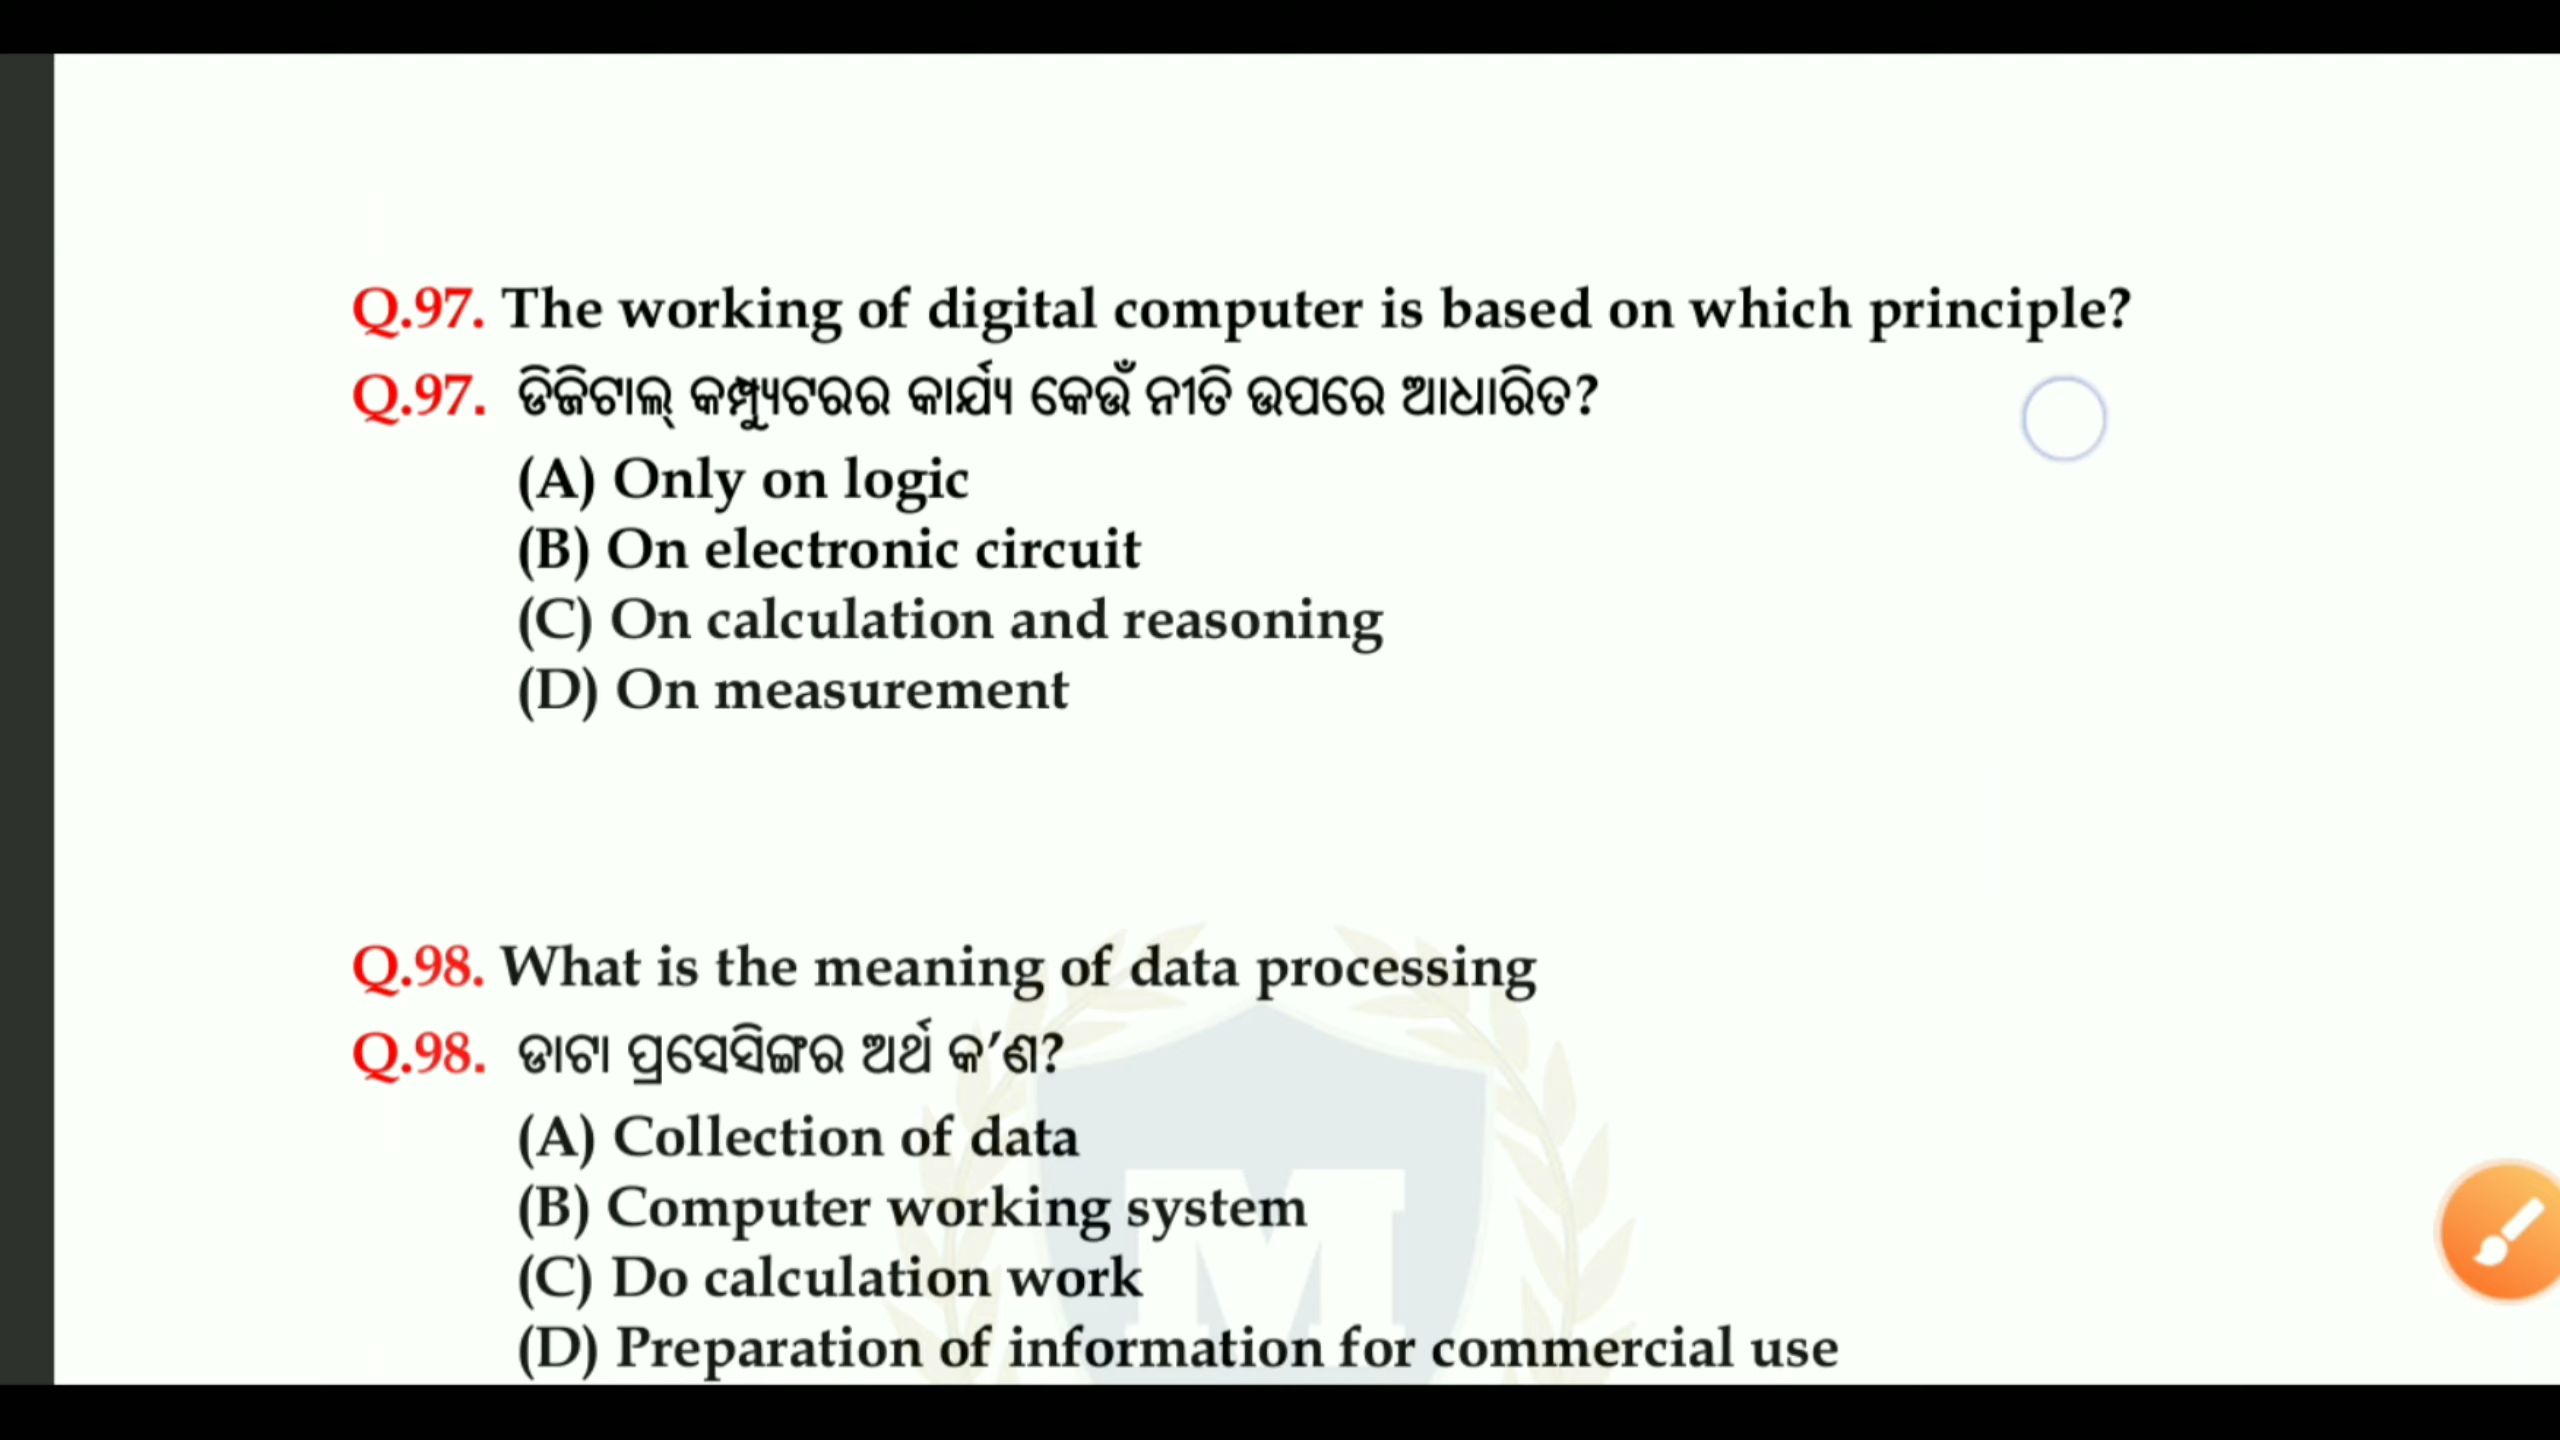 Q.97. The working of digital computer is based on which principle?
Q.97. ଡିଜିଟାଲ୍ କମ୍ପ୍ୟୁଟରର କାର୍ଯ୍ୟ କେଉଁ ନୀତି ଉପରେ ଆଧାରିତ?
(A) Only on logic
(B) On electronic circuit
(C) On calculation and reasoning
(D) On measurement
Q.98. What is the meaning of data processing
Q.98. ଡାଟା ପ୍ରସେସିଙ୍ଗର ଅର୍ଥ କ’ଣ?
(A) Collection of data
(B) Computer working system
(C) Do calculation work
(D) Preparation of information for commercial use
M